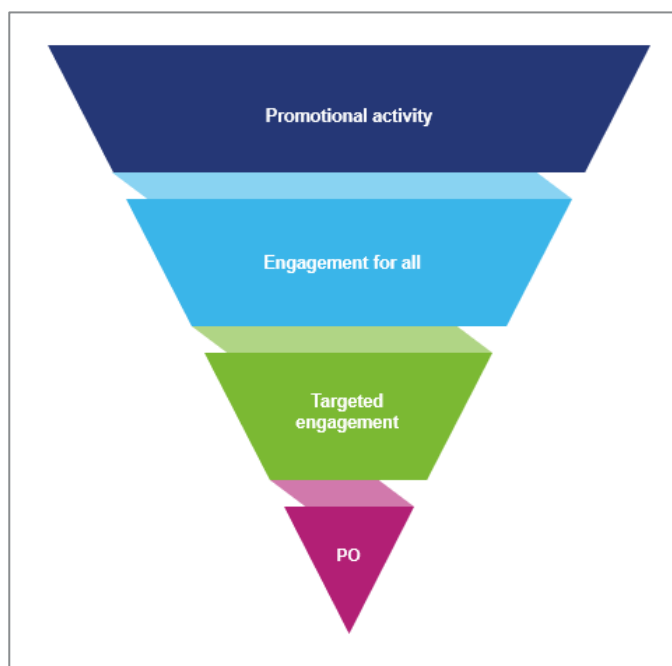 Promotional activity
Engagement for all
Targeted
engagement
PO